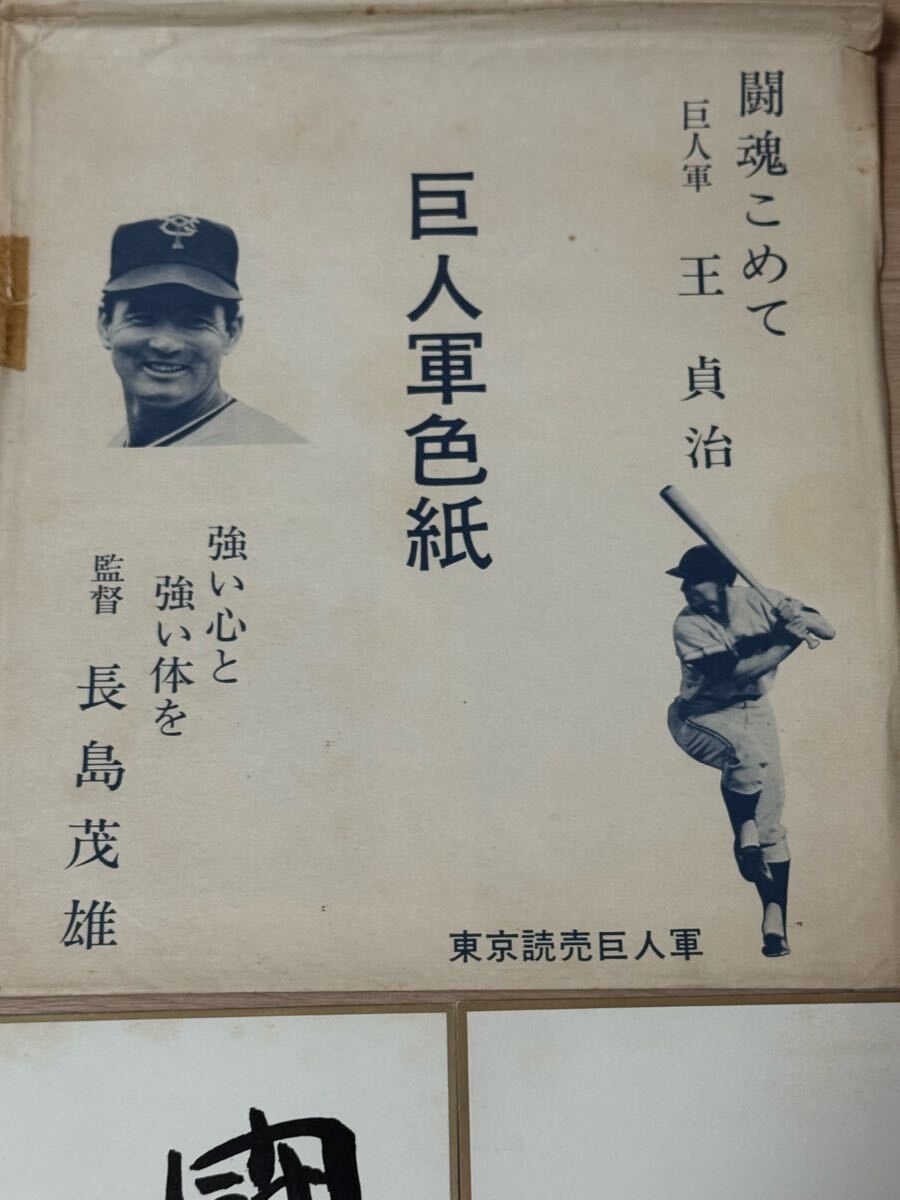 闘魂こめて
巨人軍 王 貞治
巨人軍色紙
強い心と
強い体を
監督 長島茂雄
東京読売巨人軍